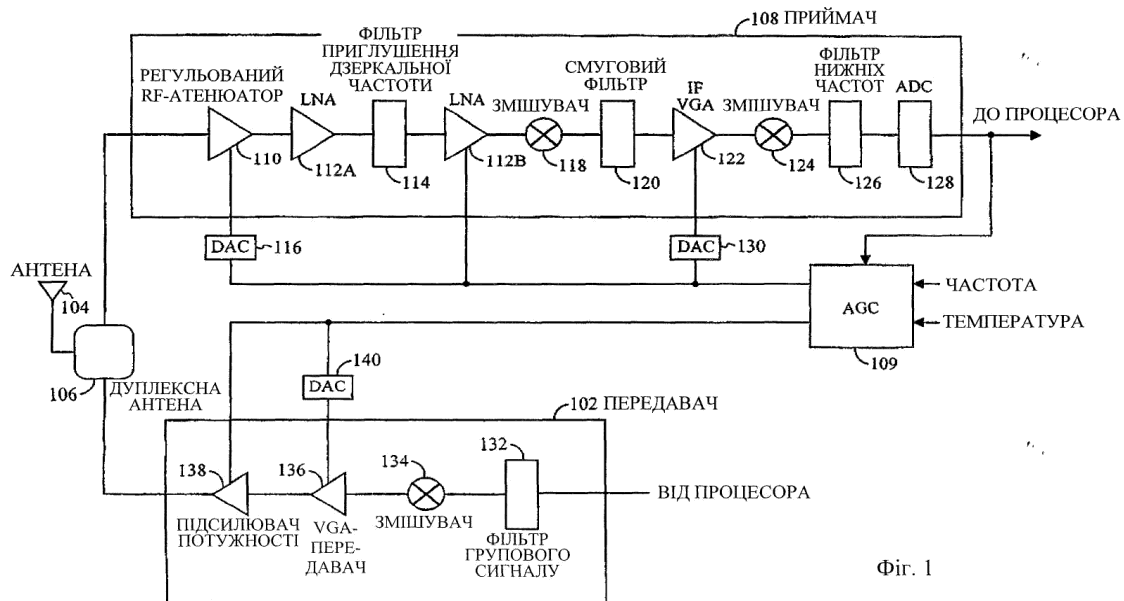 108 ПРИЙМАЧ
ФІЛЬТР
ПРИГЛУШЕННЯ
ДЗЕРКАЛЬНОЇ
ЧАСТОТИ
РЕГУЛЬОВАНИЙ
RF-АТЕНЮАТОР
LNA
LNA
ЗМІШУВАЧ
СМУГОВИЙ
ФІЛЬТР
IF
VGA
ЗМІШУВАЧ
ФІЛЬТР
НИЖНІХ
ЧАСТОТ
ADC
ДО ПРОЦЕСОРА
110
112A
114
112B
118
120
122
124
126
128
DAC
116
DAC
130
АНТЕНА
104
AGC
ЧАСТОТА
ТЕМПЕРАТУРА
109
106
ДУПЛЕКСНА
АНТЕНА
DAC
140
102 ПЕРЕДАВАЧ
138
136
134
132
ВІД ПРОЦЕСОРА
ПІДСИЛЮВАЧ
ПОТУЖНОСТІ
VGA-
ПЕРЕ-
ДАВАЧ
ЗМІШУВАЧ
ФІЛЬТР
ГРУПОВОГО
СИГНАЛУ
Фіг. 1